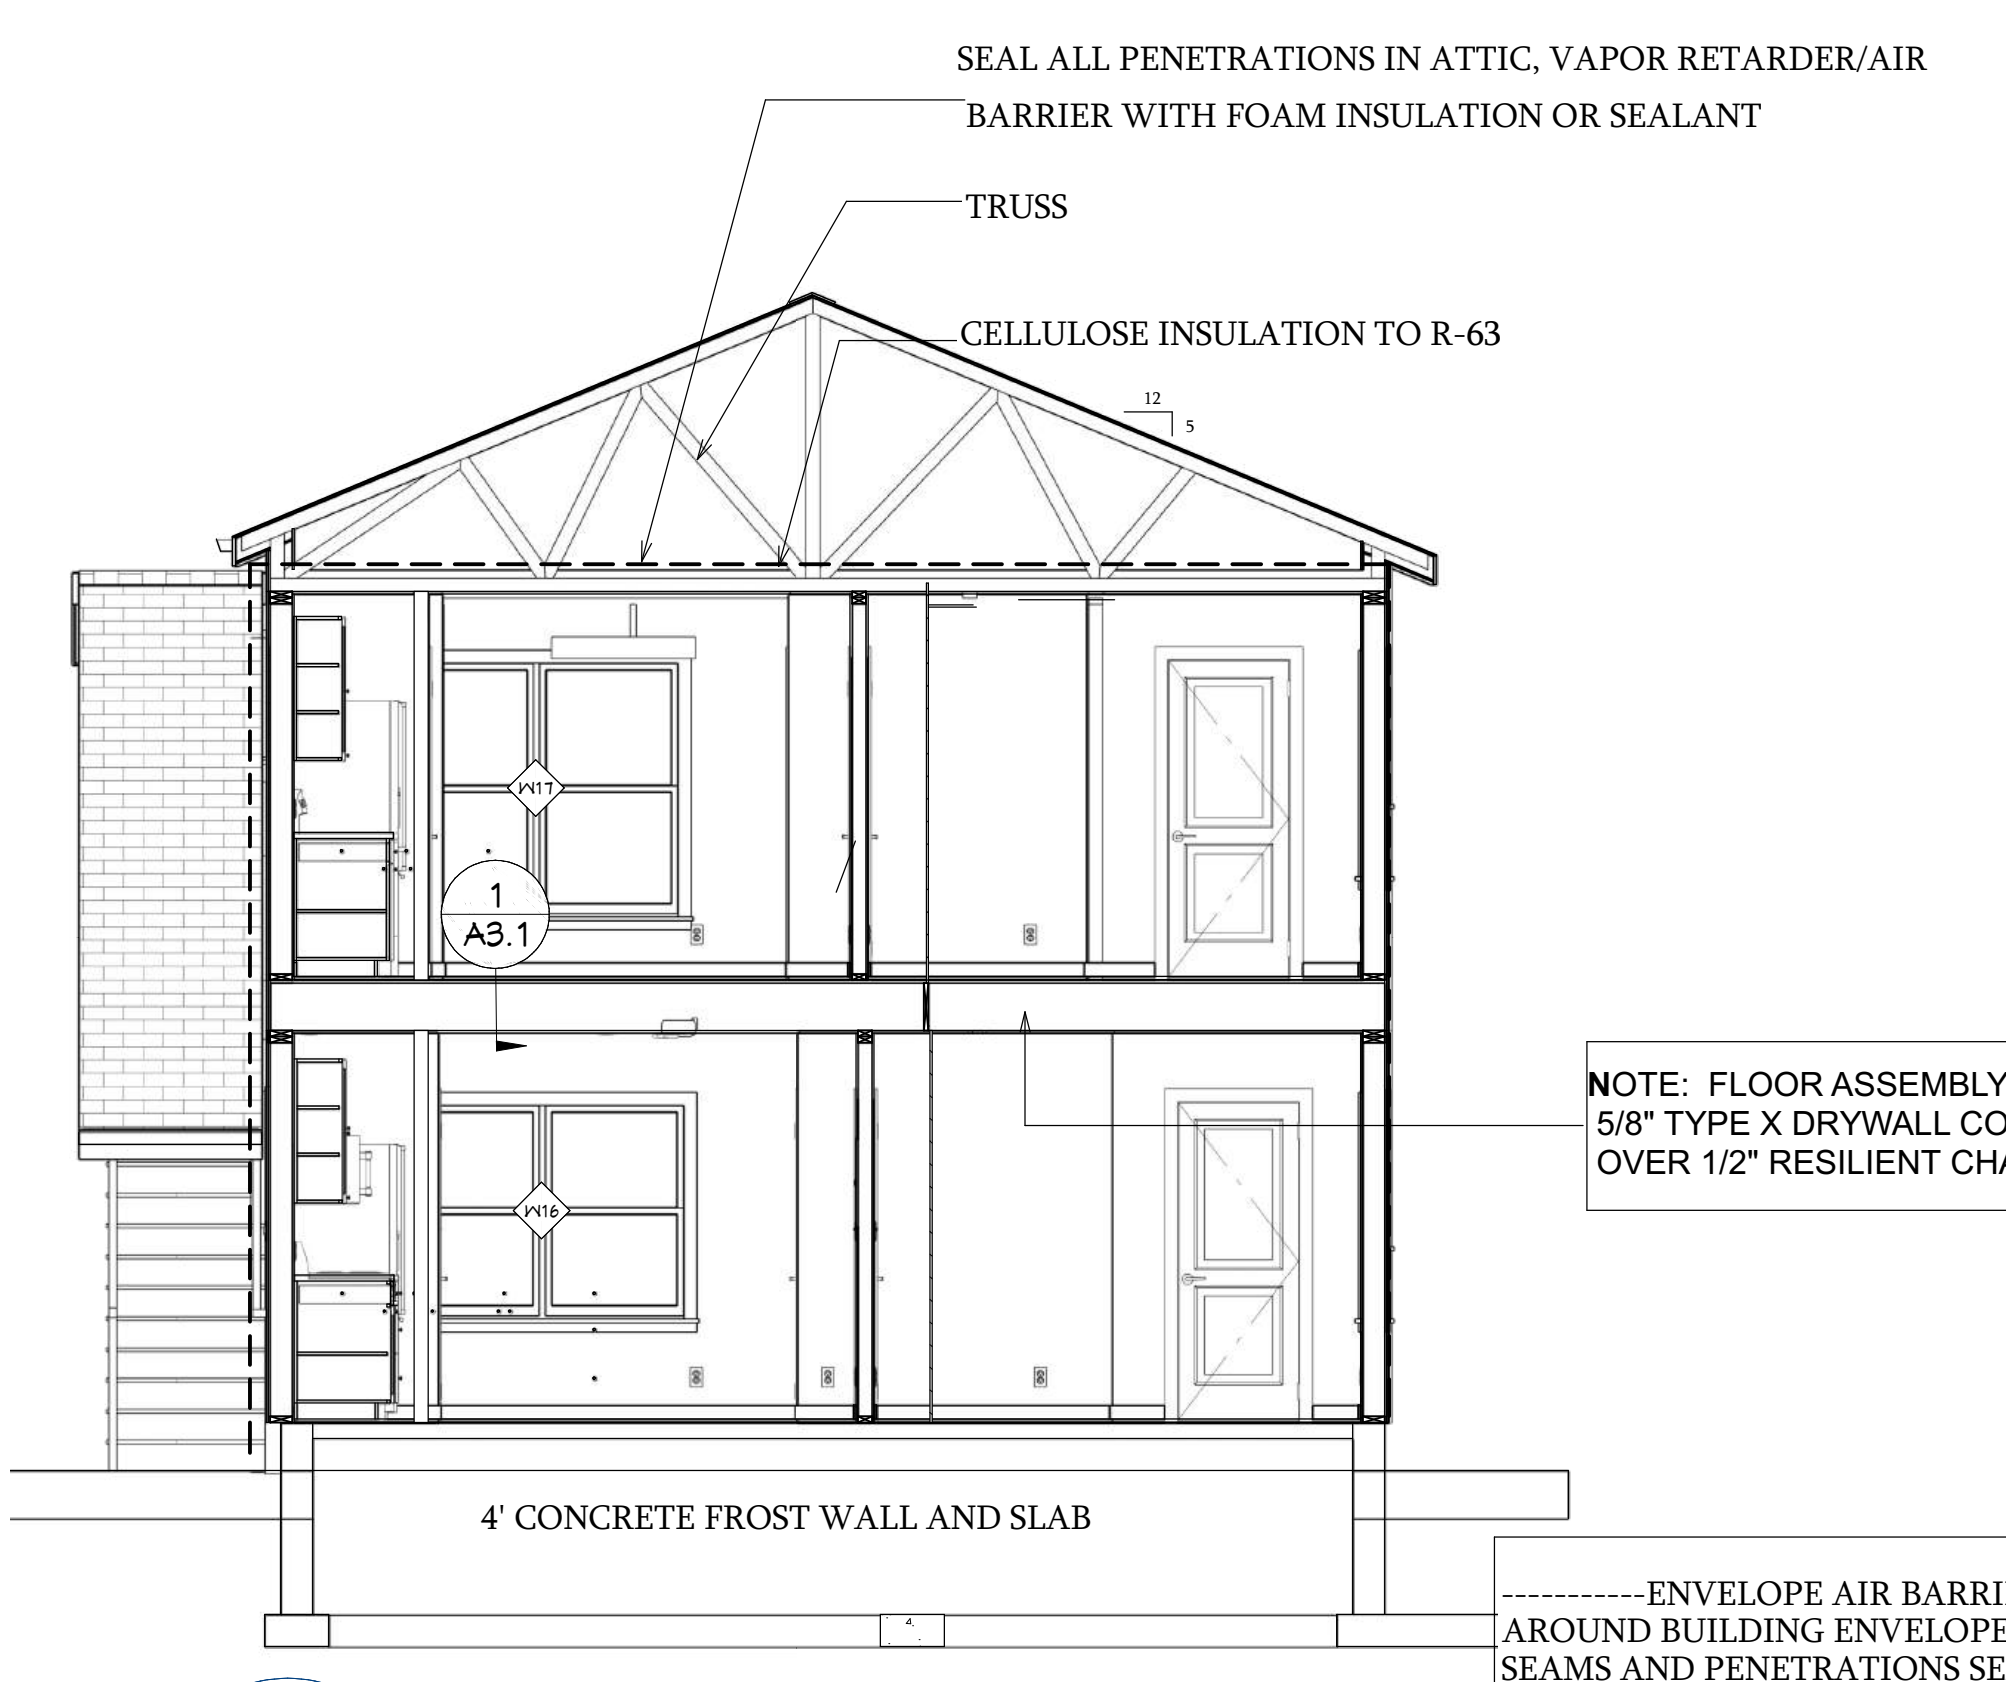 SEAL ALL PENETRATIONS IN ATTIC, VAPOR RETARDER/AIR
BARRIER WITH FOAM INSULATION OR SEALANT
TRUSS
CELLULOSE INSULATION TO R-63
12
5
W17
1
A3.1
NOTE: FLOOR ASSEMBLY
5/8" TYPE X DRYWALL CO
OVER 1/2" RESILIENT CHA
W16
4' CONCRETE FROST WALL AND SLAB
-----------ENVELOPE AIR BARRI
AROUND BUILDING ENVELOPE
SEAMS AND PENETRATIONS SE